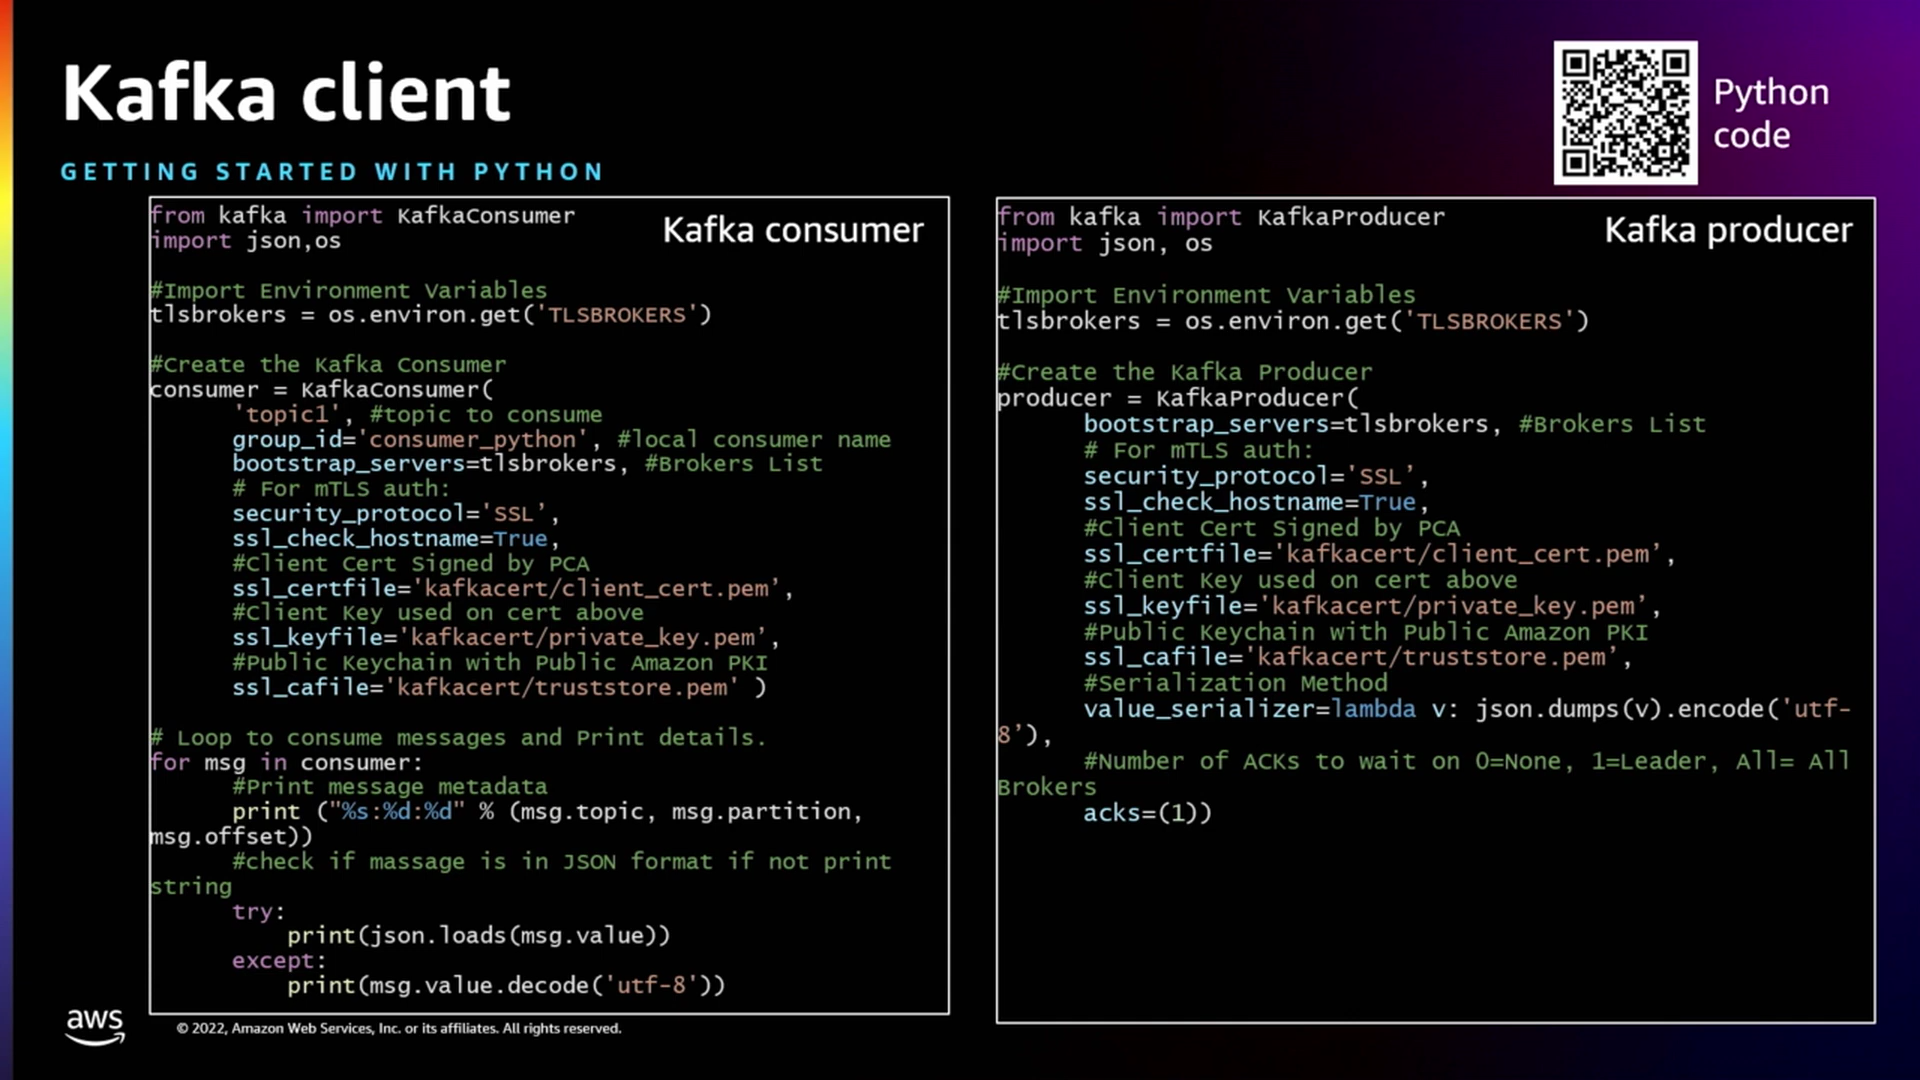 Kafka client
GETTING STARTED WITH PYTHON
Python
code
Kafka consumer
from kafka import KafkaConsumer
import json,os
#Import Environment Variables
tlsbrokers = os.environ.get('TLSBROKERS')
#Create the Kafka Consumer
consumer = KafkaConsumer(
'topic1', #topic to consume
group_id='consumer_python', #local consumer name
bootstrap_servers=tlsbrokers, #Brokers List
# For mTLS auth:
security_protocol='SSL’,
ssl_check_hostname=True,
#Client Cert Signed by PCA
ssl_certfile='kafkacert/client_cert.pem’,
#Client Key used on cert above
ssl_keyfile='kafkacert/private_key.pem’,
#Public Keychain with Public Amazon PKI
ssl_cafile='kafkacert/truststore.pem' )
# Loop to consume messages and Print details.
for msg in consumer:
#Print message metadata
print ("%s:%d:%d" % (msg.topic, msg.partition,
msg.offset))
#check if massage is in JSON format if not print
string
try:
print(json.loads(msg.value))
except:
print(msg.value.decode('utf-8'))
Kafka producer
from kafka import KafkaProducer
import json, os
#Import Environment Variables
tlsbrokers = os.environ.get('TLSBROKERS')
#Create the Kafka Producer
producer = KafkaProducer(
bootstrap_servers=tlsbrokers, #Brokers List
# For mTLS auth:
security_protocol='SSL’,
ssl_check_hostname=True,
#Client Cert Signed by PCA
ssl_certfile='kafkacert/client_cert.pem’,
#Client Key used on cert above
ssl_keyfile='kafkacert/private_key.pem’,
#Public Keychain with Public Amazon PKI
ssl_cafile='kafkacert/truststore.pem’,
#Serialization Method
value_serializer=lambda v: json.dumps(v).encode('utf-
8’),
#Number of ACKs to wait on 0=None, 1=Leader, All= All
Brokers
acks=(1))
aws
© 2022, Amazon Web Services, Inc. or its affiliates. All rights reserved.